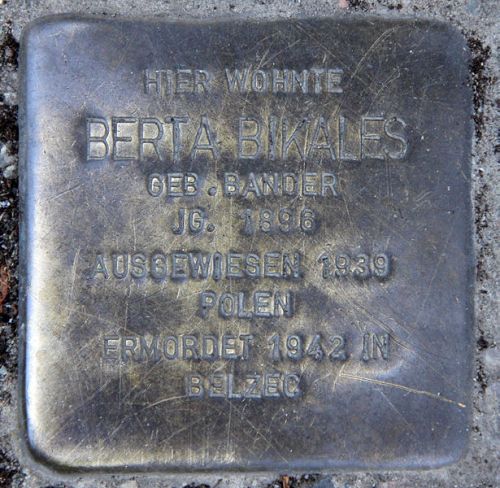 HIER WOHNTE
BERTA BIKALES
GEB. BANDER
JG. 1896
AUSGEWIESEN 1939
POLEN
ERMORDET 1942 IN
BELZEC